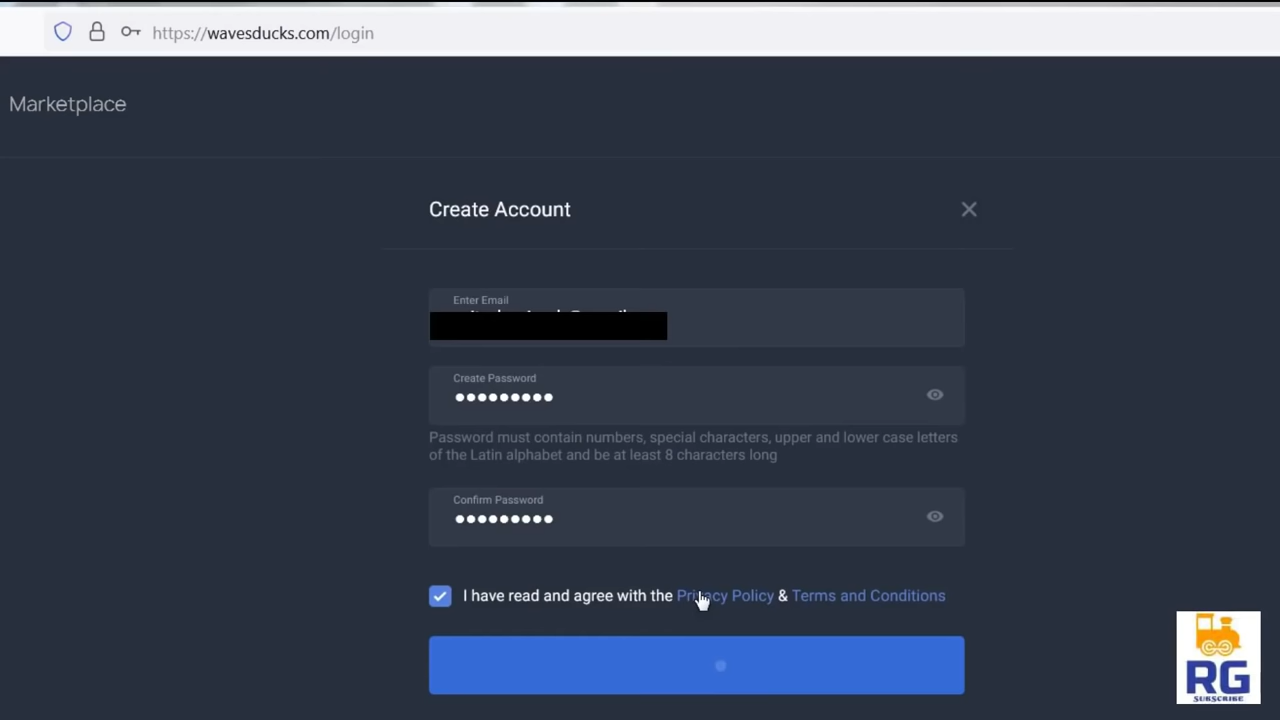 https://wavesducks.com/login
Marketplace
Create Account
Enter Email
Create Password
●●●●●●●●●
Password must contain numbers, special characters, upper and lower case letters
of the Latin alphabet and be at least 8 characters long
Confirm Password
●●●●●●●●●
I have read and agree with the Privacy Policy & Terms and Conditions
RG
SUBSCRIBE